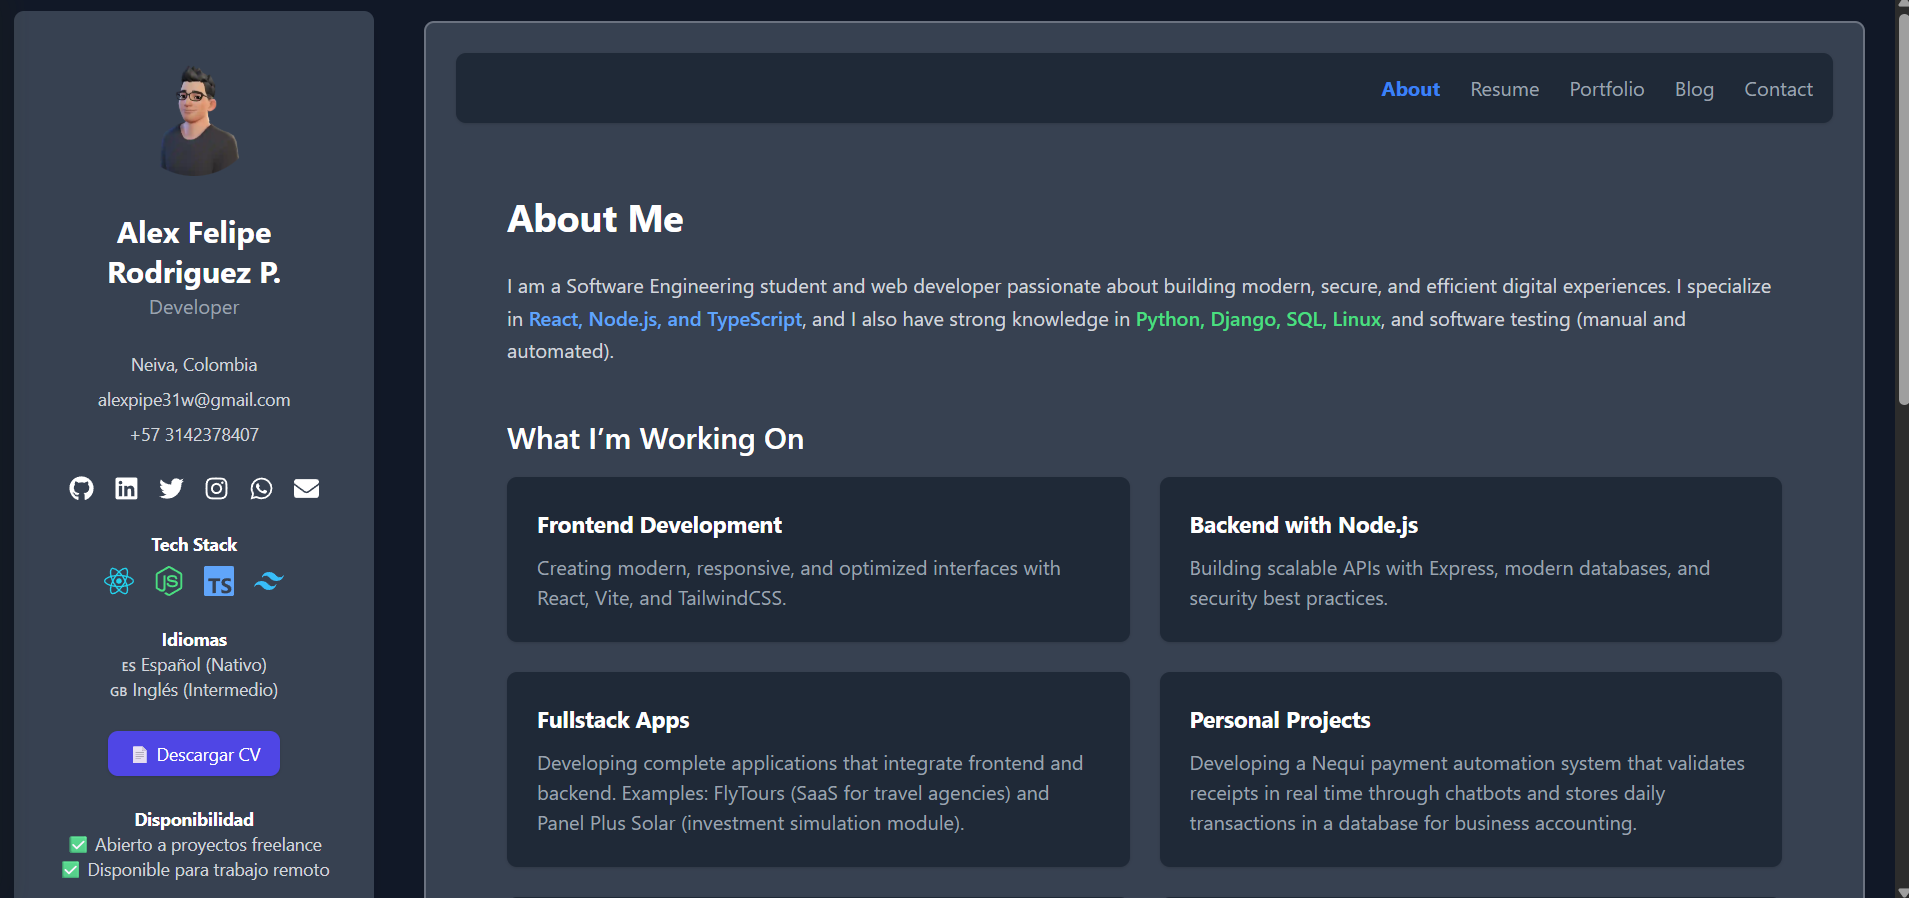 Alex Felipe
Rodriguez P.
Developer
Neiva, Colombia
alexpipe31w@gmail.com
+57 3142378407
Tech Stack
JS
TS
Idiomas
ES Español (Nativo)
GB Inglés (Intermedio)
Descargar CV
Disponibilidad
✅ Abierto a proyectos freelance
✅ Disponible para trabajo remoto
About Resume Portfolio Blog Contact
About Me
I am a Software Engineering student and web developer passionate about building modern, secure, and efficient digital experiences. I specialize
in React, Node.js, and TypeScript, and I also have strong knowledge in Python, Django, SQL, Linux, and software testing (manual and
automated).
What I’m Working On
Frontend Development
Creating modern, responsive, and optimized interfaces with
React, Vite, and TailwindCSS.
Backend with Node.js
Building scalable APIs with Express, modern databases, and
security best practices.
Fullstack Apps
Developing complete applications that integrate frontend and
backend. Examples: FlyTours (SaaS for travel agencies) and
Panel Plus Solar (investment simulation module).
Personal Projects
Developing a Nequi payment automation system that validates
receipts in real time through chatbots and stores daily
transactions in a database for business accounting.